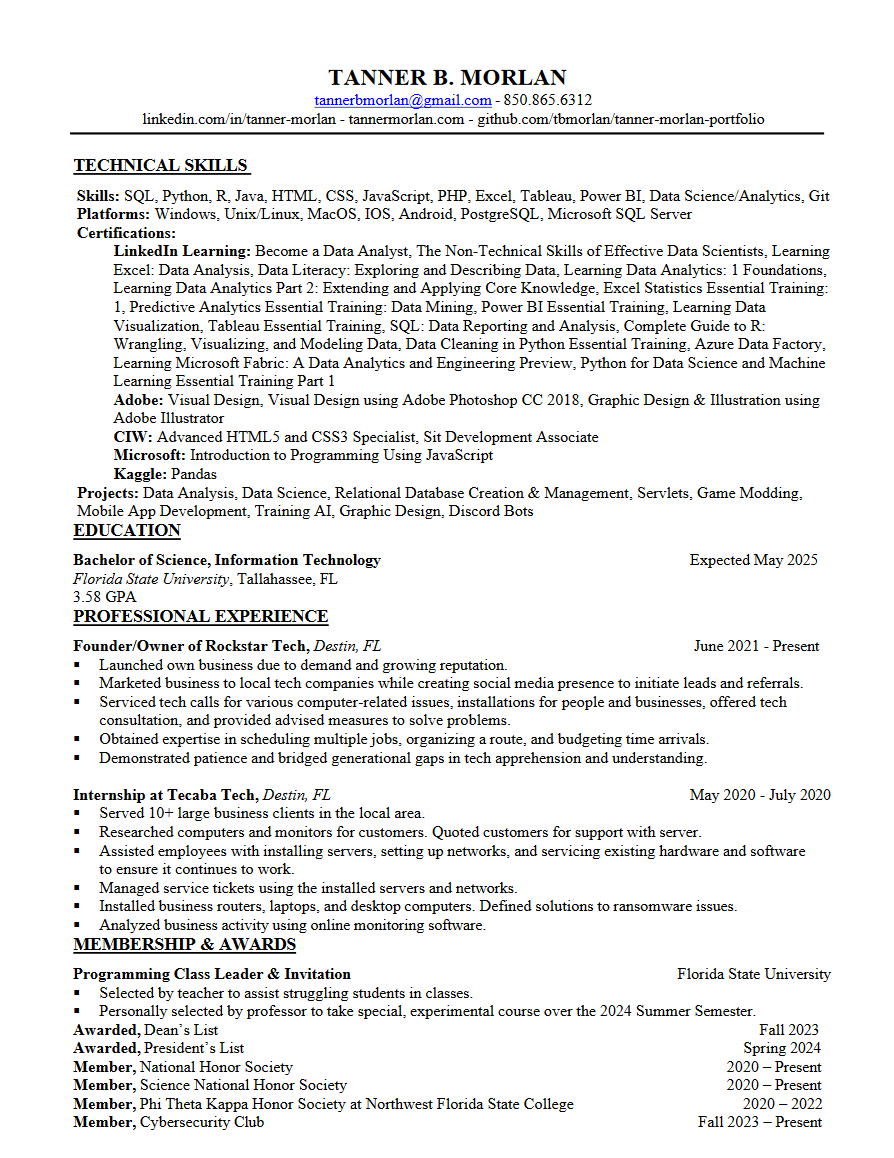 TANNER B. MORLAN
tannerbmorlan@gmail.com - 850.865.6312
linkedin.com/in/tanner-morlan - tannermorlan.com - github.com/tbmorlan/tanner-morlan-portfolio
TECHNICAL SKILLS
Skills: SQL, Python, R, Java, HTML, CSS, JavaScript, PHP, Excel, Tableau, Power BI, Data Science/Analytics, Git
Platforms: Windows, Unix/Linux, MacOS, IOS, Android, PostgreSQL, Microsoft SQL Server
Certifications:
LinkedIn Learning: Become a Data Analyst, The Non-Technical Skills of Effective Data Scientists, Learning
Excel: Data Analysis, Data Literacy: Exploring and Describing Data, Learning Data Analytics: 1 Foundations,
Learning Data Analytics Part 2: Extending and Applying Core Knowledge, Excel Statistics Essential Training:
1, Predictive Analytics Essential Training: Data Mining, Power BI Essential Training, Learning Data
Visualization, Tableau Essential Training, SQL: Data Reporting and Analysis, Complete Guide to R:
Wrangling, Visualizing, and Modeling Data, Data Cleaning in Python Essential Training, Azure Data Factory,
Learning Microsoft Fabric: A Data Analytics and Engineering Preview, Python for Data Science and Machine
Learning Essential Training Part 1
Adobe: Visual Design, Visual Design using Adobe Photoshop CC 2018, Graphic Design & Illustration using
Adobe Illustrator
CIW: Advanced HTML5 and CSS3 Specialist, Sit Development Associate
Microsoft: Introduction to Programming Using JavaScript
Kaggle: Pandas
Projects: Data Analysis, Data Science, Relational Database Creation & Management, Servlets, Game Modding,
Mobile App Development, Training AI, Graphic Design, Discord Bots
EDUCATION
Bachelor of Science, Information Technology Expected May 2025
Florida State University, Tallahassee, FL
3.58 GPA
PROFESSIONAL EXPERIENCE
Founder/Owner of Rockstar Tech, Destin, FL June 2021 - Present
▪ Launched own business due to demand and growing reputation.
▪ Marketed business to local tech companies while creating social media presence to initiate leads and referrals.
▪ Serviced tech calls for various computer-related issues, installations for people and businesses, offered tech
consultation, and provided advised measures to solve problems.
▪ Obtained expertise in scheduling multiple jobs, organizing a route, and budgeting time arrivals.
▪ Demonstrated patience and bridged generational gaps in tech apprehension and understanding.
Internship at Tecaba Tech, Destin, FL May 2020 - July 2020
▪ Served 10+ large business clients in the local area.
▪ Researched computers and monitors for customers. Quoted customers for support with server.
▪ Assisted employees with installing servers, setting up networks, and servicing existing hardware and software
to ensure it continues to work.
▪ Managed service tickets using the installed servers and networks.
▪ Installed business routers, laptops, and desktop computers. Defined solutions to ransomware issues.
▪ Analyzed business activity using online monitoring software.
MEMBERSHIP & AWARDS
Programming Class Leader & Invitation Florida State University
▪ Selected by teacher to assist struggling students in classes.
▪ Personally selected by professor to take special, experimental course over the 2024 Summer Semester.
Awarded, Dean's List Fall 2023
Awarded, President's List Spring 2024
Member, National Honor Society 2020 – Present
Member, Science National Honor Society 2020 – Present
Member, Phi Theta Kappa Honor Society at Northwest Florida State College 2020 – 2022
Member, Cybersecurity Club Fall 2023 – Present